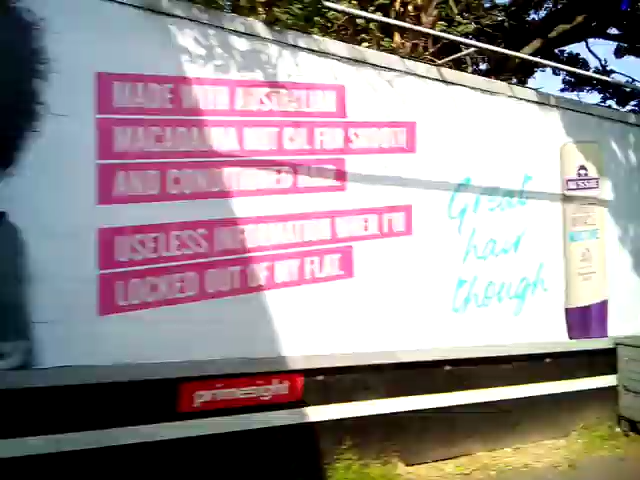 MADE WITH AUSTRALIAN
MACADAMIA NUT OIL FOR SMOOTH
AND CONDITIONED HAIR.
USELESS INFORMATION WHEN I'M
LOCKED OUT OF MY FLAT.
Great
hair
though
AUSSIE
primesight